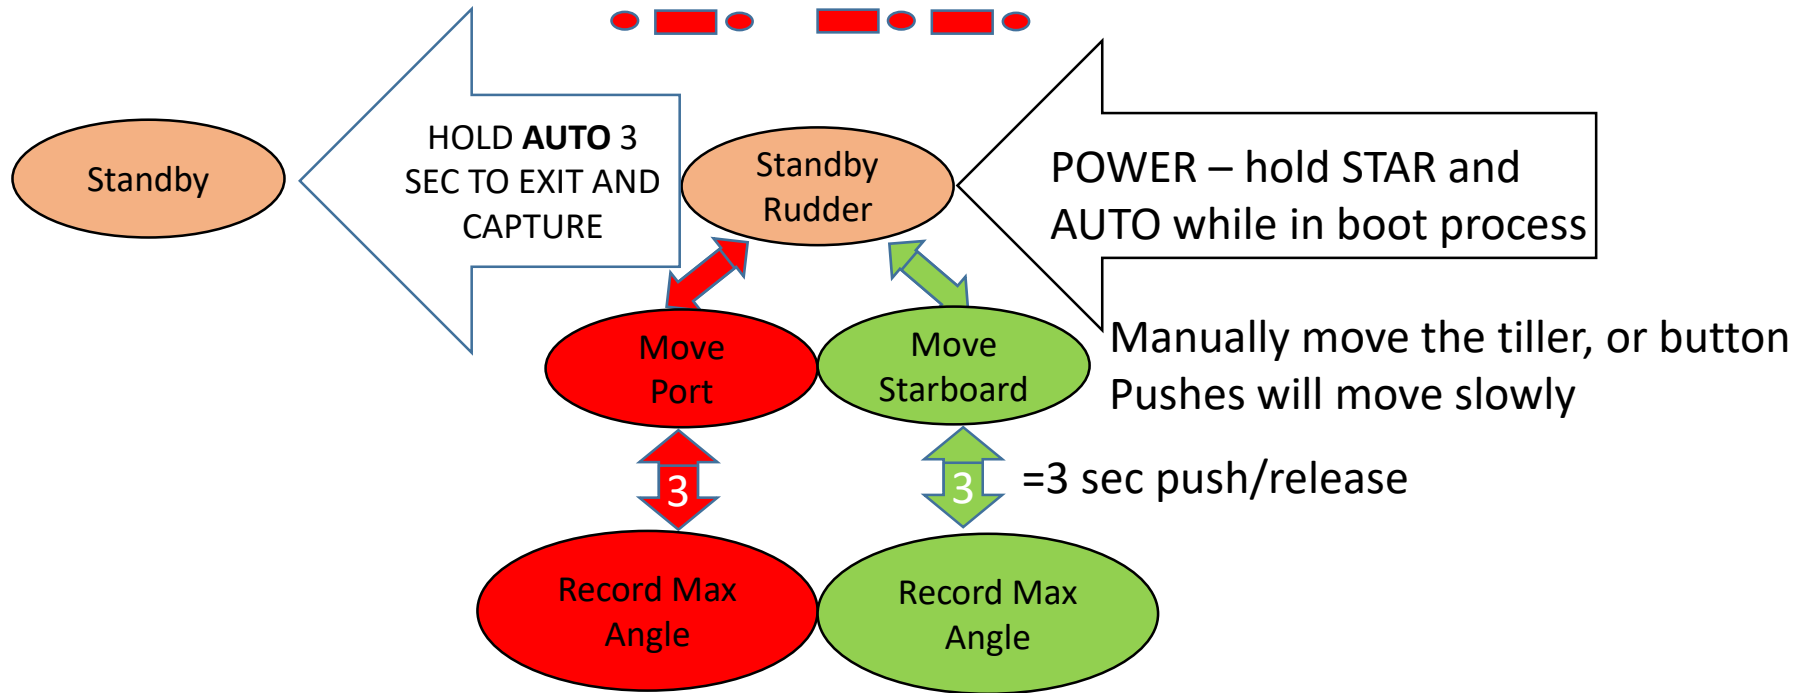 Standby
HOLD AUTO 3
SEC TO EXIT AND
CAPTURE
Standby
Rudder
POWER – hold STAR and
AUTO while in boot process
Move
Port
Move
Starboard
Manually move the tiller, or button
Pushes will move slowly
3
3
=3 sec push/release
Record Max
Angle
Record Max
Angle